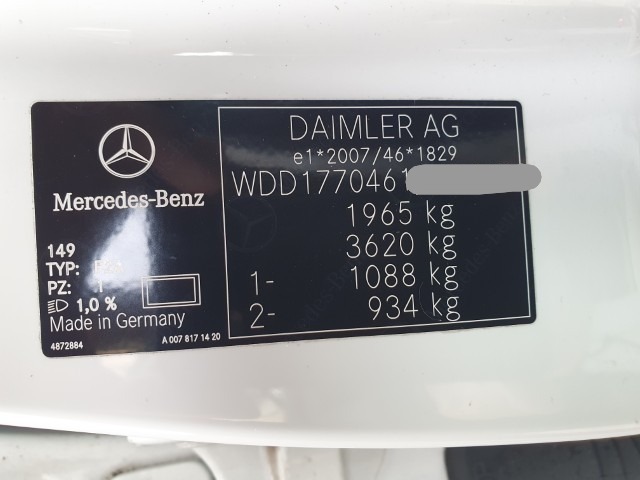 Mercedes-Benz
149
TYP:
PZ: 1
1,0 %
Made in Germany
4872884
A 007 817 14 20
DAIMLER AG
e1*2007/46*1829
WDD1770461
1965 kg
3620 kg
1- 1088 kg
2- 934 kg